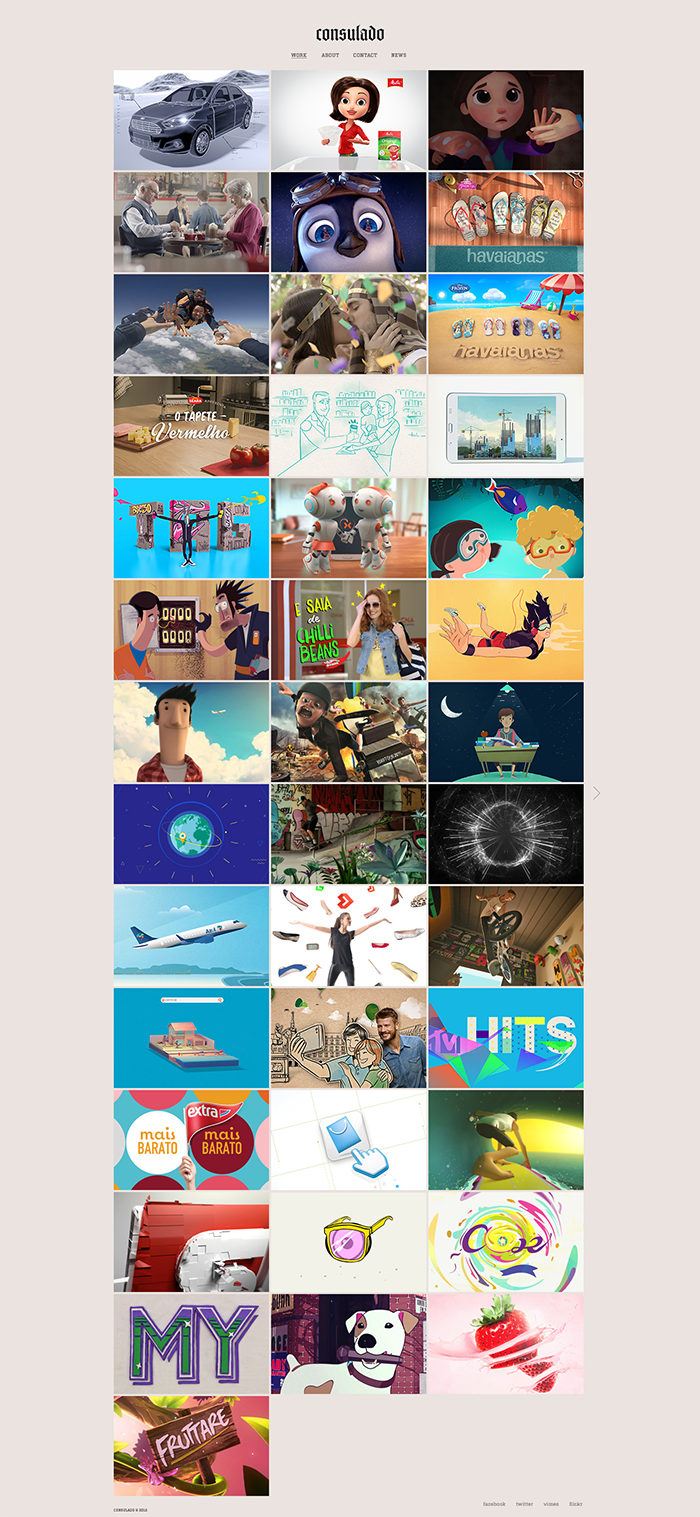 consulado
WORK ABOUT CONTACT NEWS
Melitta
havaianas
FROZEN
havaianas
SEARA
O TAPETE
Vermelho
E SAIA
de
CHILLI
BEANS
Azul
HITS
mais
BARATO
extra
mais
BARATO
MY
FRUTTARE
facebook twitter vimeo flickr
CONSULADO © 2014